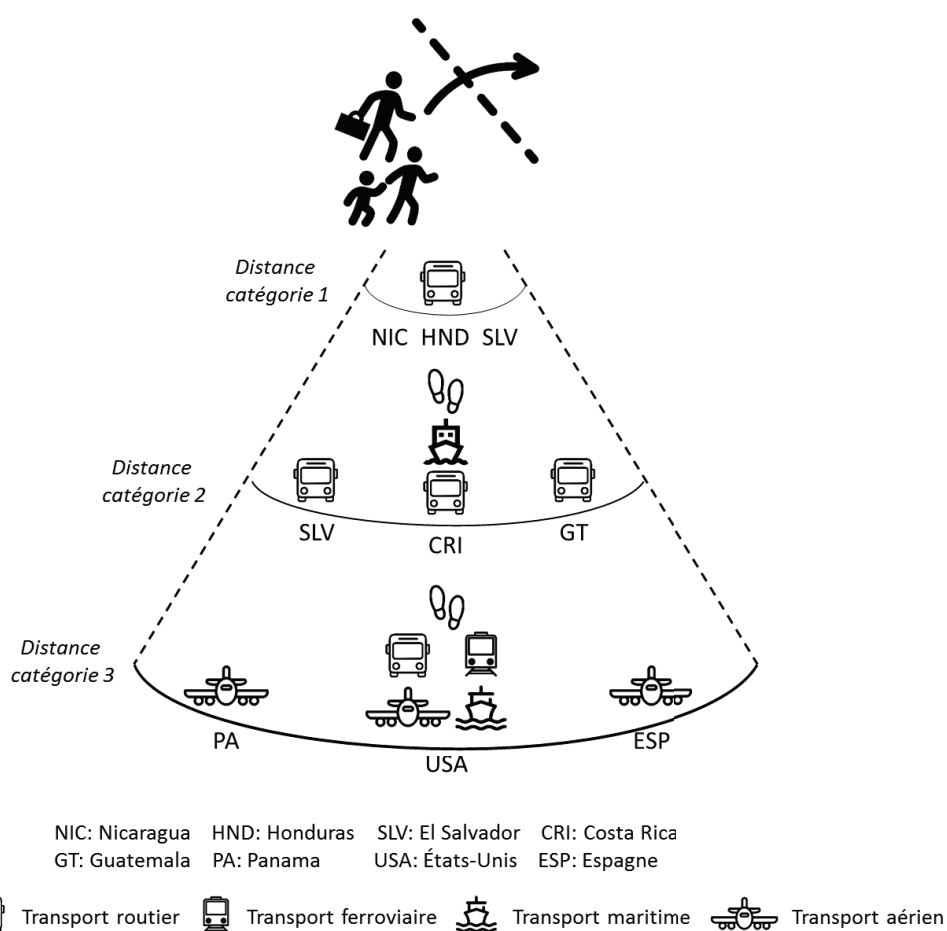 Distance
catégorie 1
NIC HND SLV
Distance
catégorie 2
SLV
CRI
GT
Distance
catégorie 3
PA
USA
ESP
NIC: Nicaragua HND: Honduras SLV: El Salvador CRI: Costa Rica
GT: Guatemala PA: Panama USA: États-Unis ESP: Espagne
Transport routier Transport ferroviaire Transport maritime Transport aérien